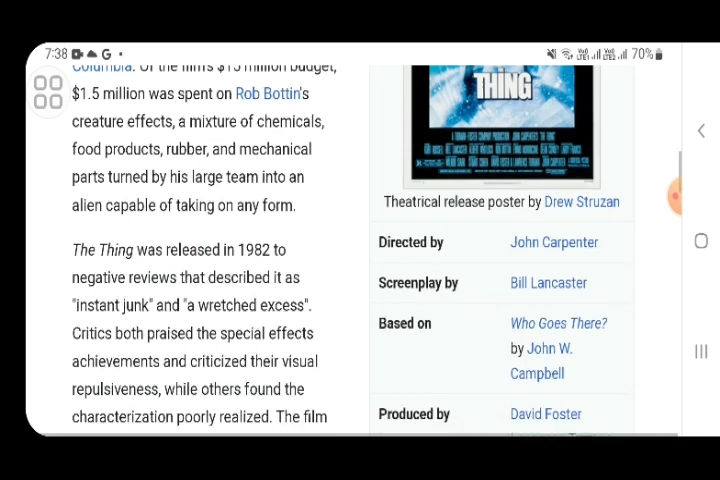 7:38 G
LTE1 LTE2 70%
Columbia. Of the film's $15 million budget,
$1.5 million was spent on Rob Bottin's
creature effects, a mixture of chemicals,
food products, rubber, and mechanical
parts turned by his large team into an
alien capable of taking on any form.
The Thing was released in 1982 to
negative reviews that described it as
"instant junk" and "a wretched excess".
Critics both praised the special effects
achievements and criticized their visual
repulsiveness, while others found the
characterization poorly realized. The film
THING
Theatrical release poster by Drew Struzan
Directed by John Carpenter
Screenplay by Bill Lancaster
Based on Who Goes There?
by John W.
Campbell
Produced by David Foster